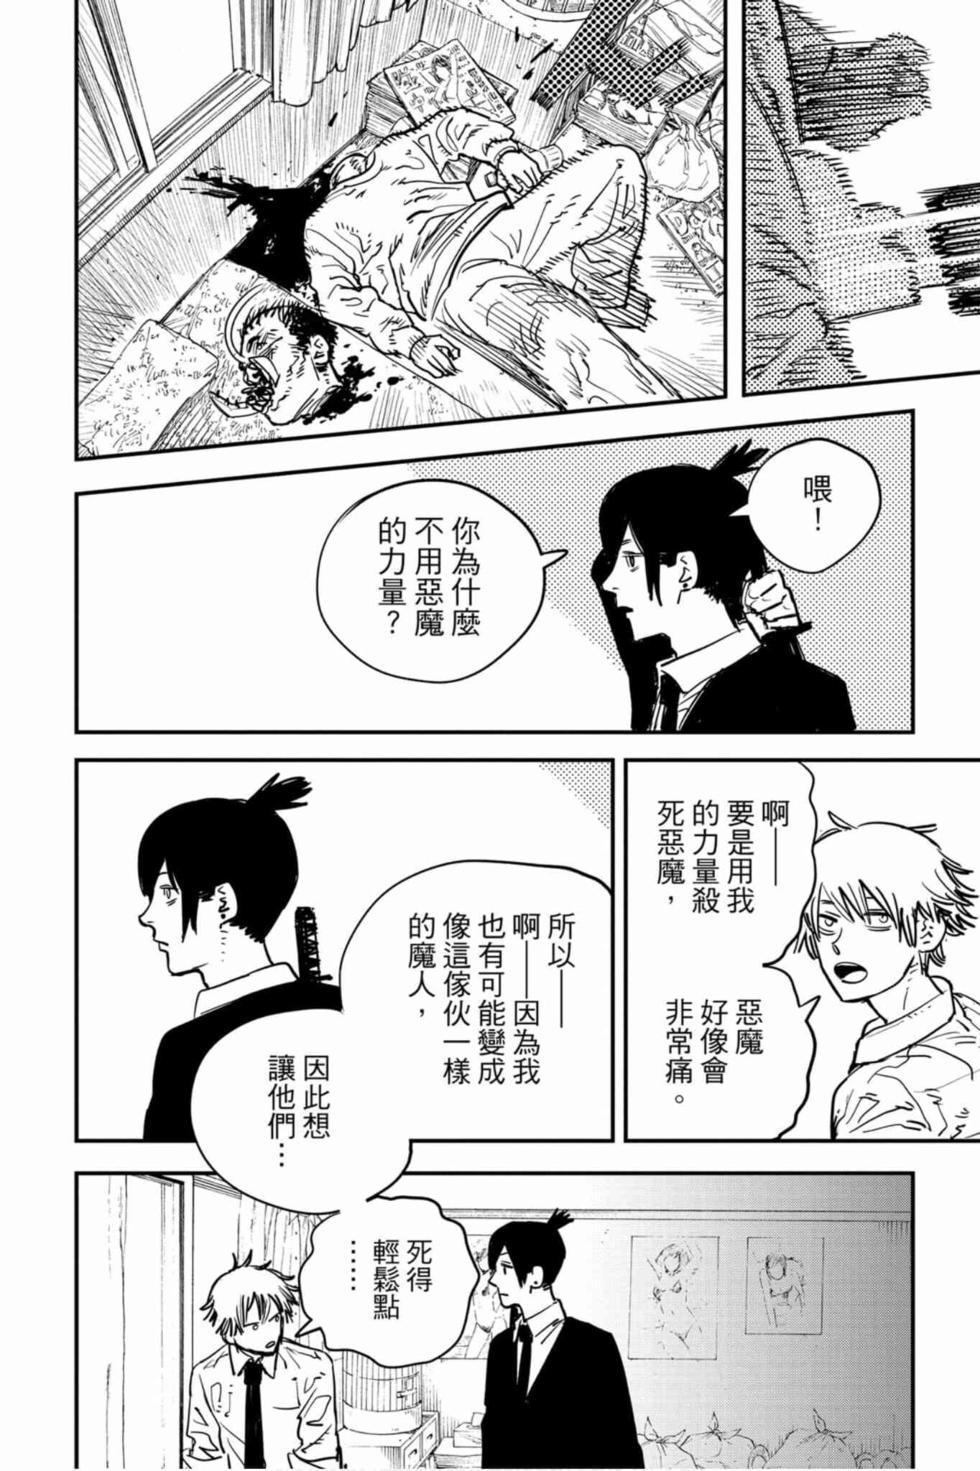 喂！
你為什麼
不用惡魔
的力量？
啊——
要是用我
的力量殺
死惡魔，
惡魔
好像會
非常痛。
所以——
啊——因為我
也有可能變成
像這傢伙一樣
的魔人，
因此想
讓他們…
死得
輕鬆點
……